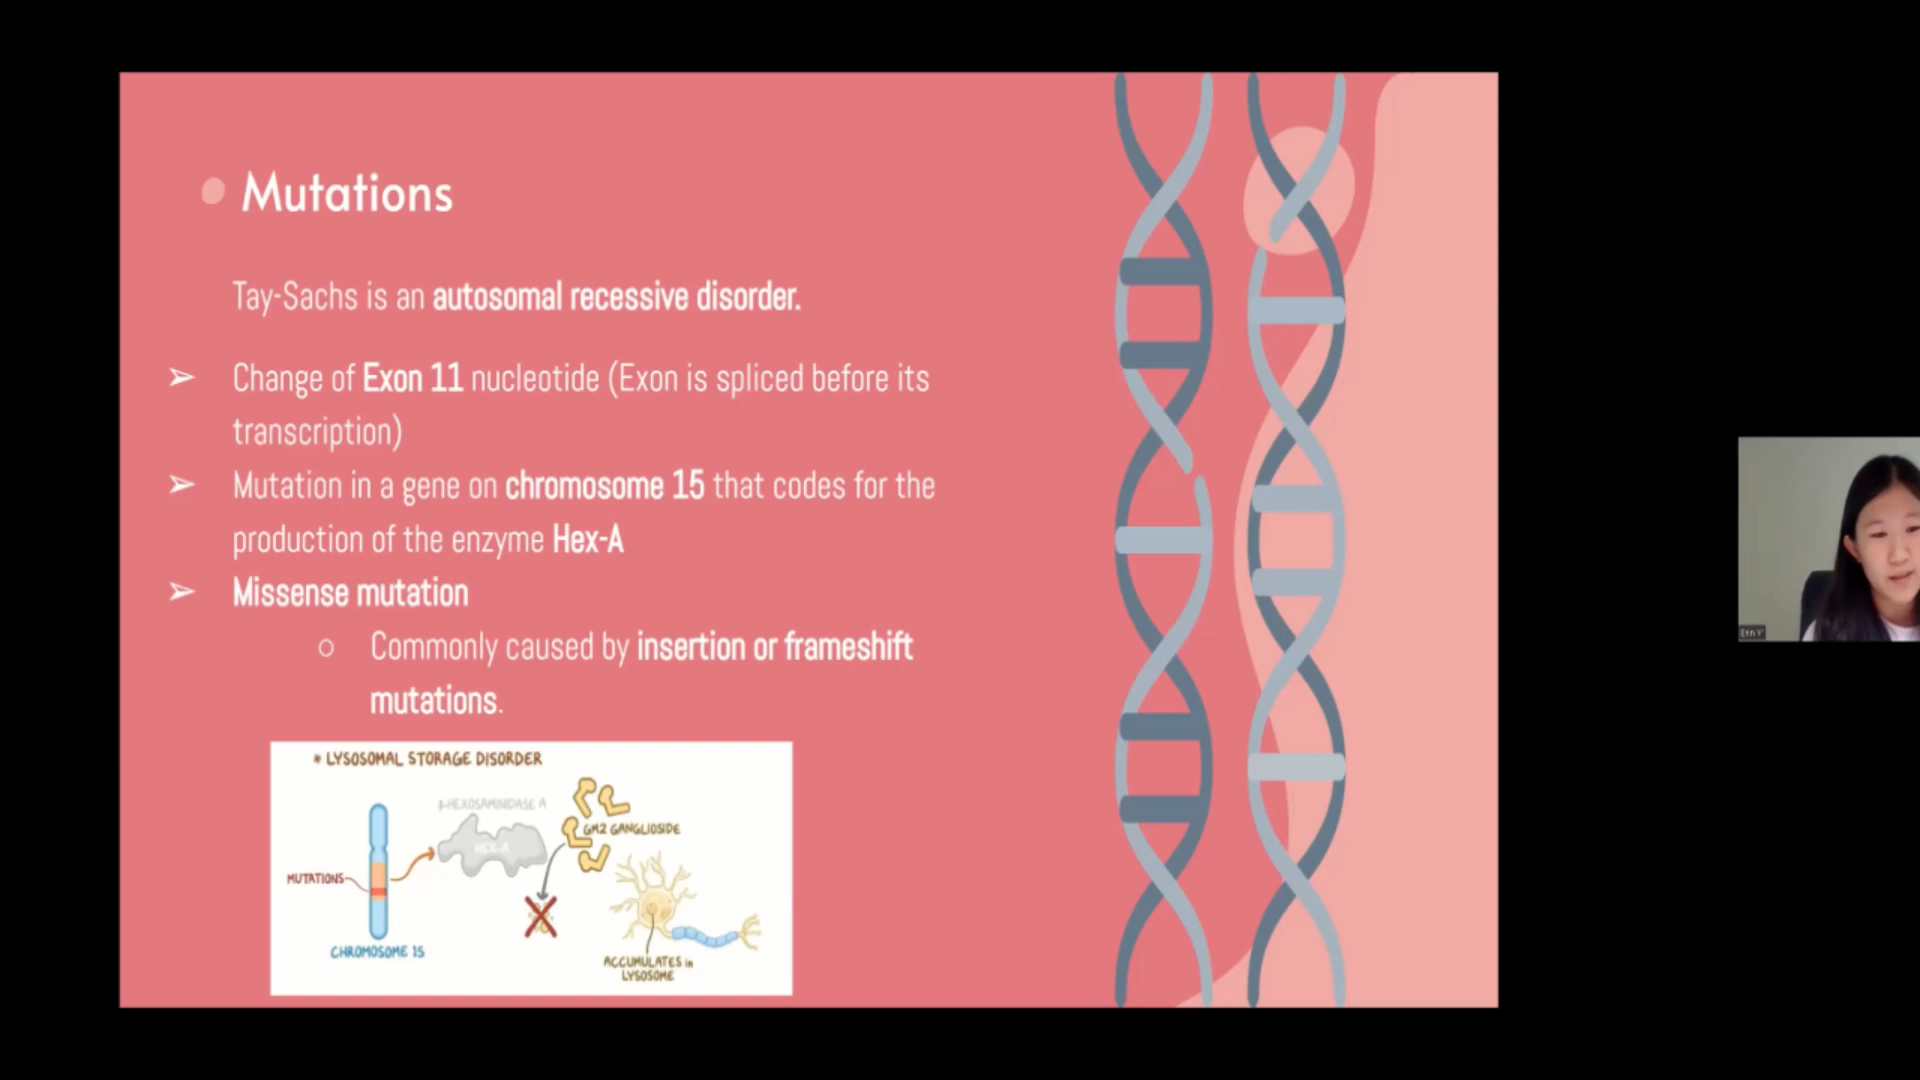 Mutations
Tay-Sachs is an autosomal recessive disorder.
➢ Change of Exon 11 nucleotide (Exon is spliced before its
transcription)
➢ Mutation in a gene on chromosome 15 that codes for the
production of the enzyme Hex-A
➢ Missense mutation
○ Commonly caused by insertion or frameshift
mutations.
* LYSOSOMAL STORAGE DISORDER
β-HEXOSAMINIDASE A
HEX-A
GM2 GANGLIOSIDE
MUTATIONS
CHROMOSOME 15
ACCUMULATES in
LYSOSOME